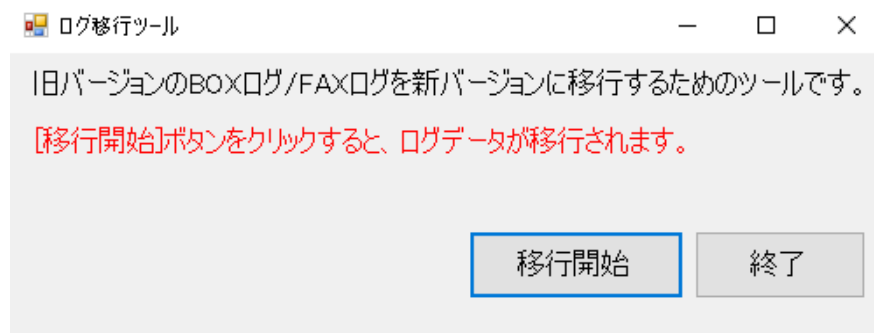 ログ移行ツール
旧バージョンのBOXログ/FAXログを新バージョンに移行するためのツールです。
[移行開始]ボタンをクリックすると、ログデータが移行されます。
移行開始 終了